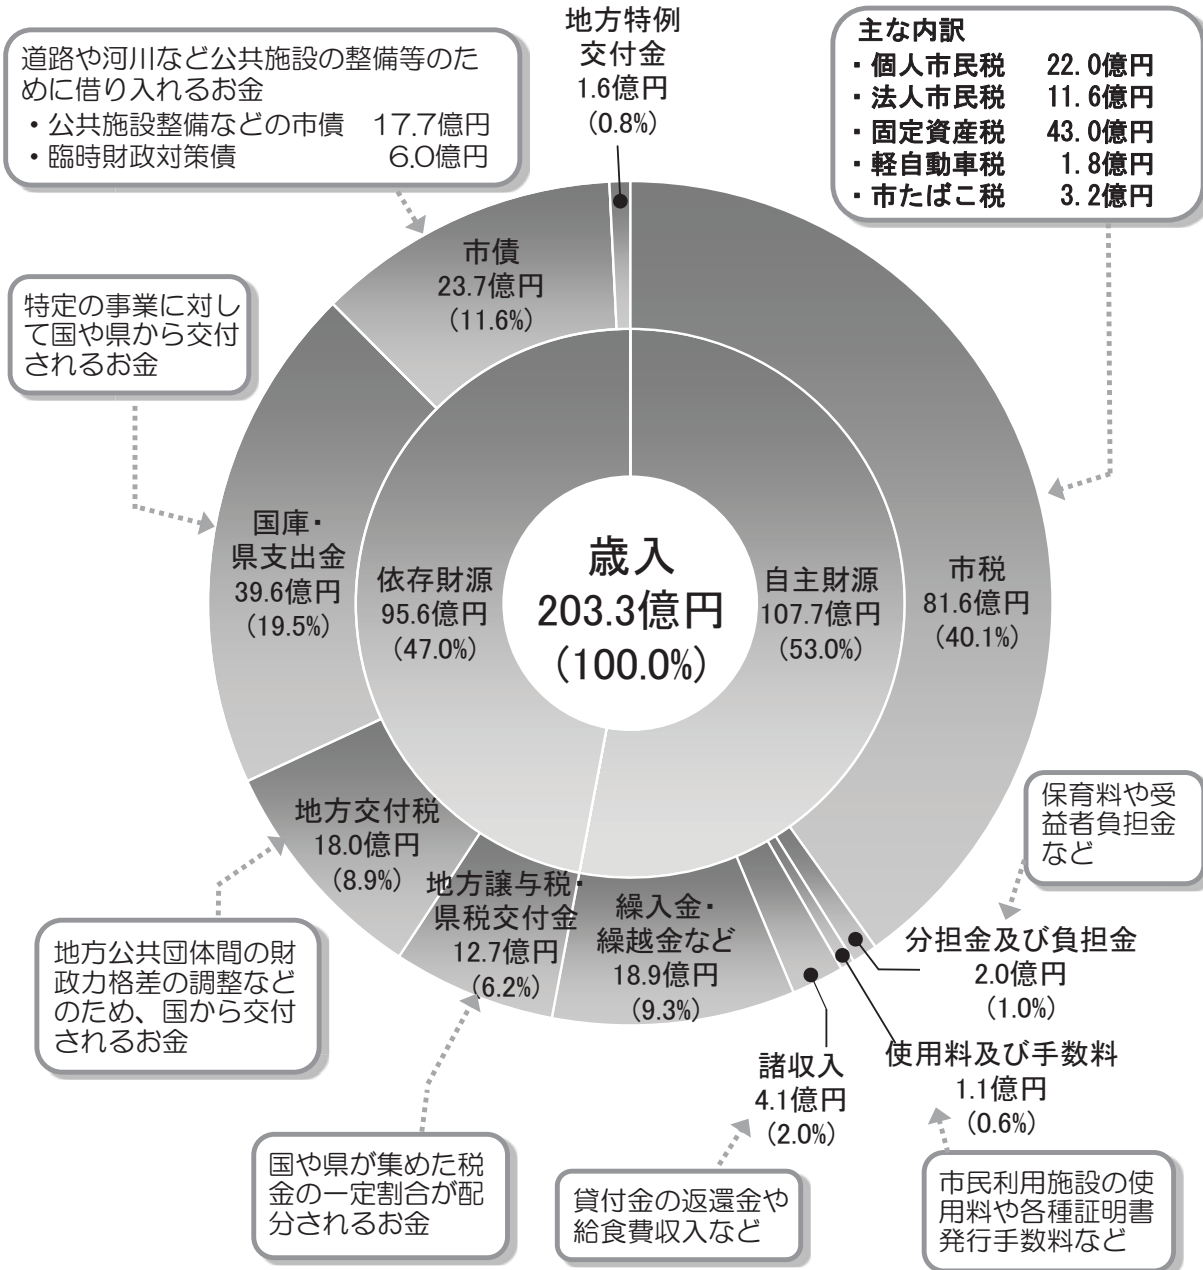 地方特例
交付金
1.6億円
(0.8%)
道路や河川など公共施設の整備等のた
めに借り入れるお金
・公共施設整備などの市債 17.7億円
・臨時財政対策債 6.0億円
主な内訳
・個人市民税 22.0億円
・法人市民税 11.6億円
・固定資産税 43.0億円
・軽自動車税 1.8億円
・市たばこ税 3.2億円
市債
23.7億円
(11.6%)
特定の事業に対し
て国や県から交付
されるお金
国庫・
県支出金
39.6億円
(19.5%)
依存財源
95.6億円
(47.0%)
歳入
203.3億円
(100.0%)
自主財源
107.7億円
(53.0%)
市税
81.6億円
(40.1%)
地方交付税
18.0億円
(8.9%)
地方譲与税・
県税交付金
12.7億円
(6.2%)
繰入金・
繰越金など
18.9億円
(9.3%)
保育料や受
益者負担金
など
分担金及び負担金
2.0億円
(1.0%)
地方公共団体間の財
政力格差の調整など
のため、国から交付
されるお金
諸収入
4.1億円
(2.0%)
使用料及び手数料
1.1億円
(0.6%)
国や県が集めた税
金の一定割合が配
分されるお金
貸付金の返還金や
給食費収入など
市民利用施設の使
用料や各種証明書
発行手数料など